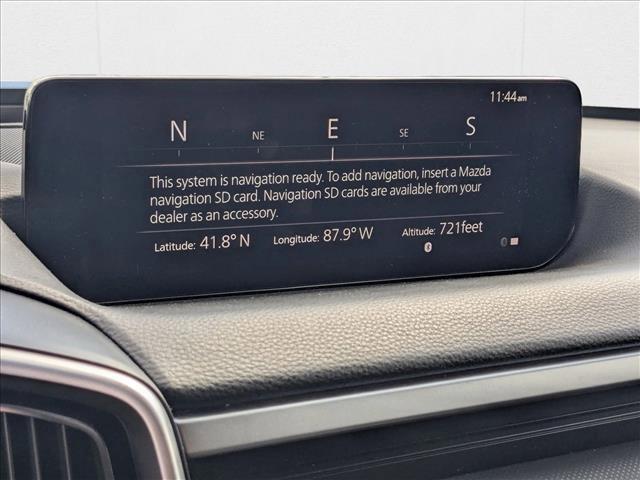 11:44am
N NE E SE S
This system is navigation ready. To add navigation, insert a Mazda
navigation SD card. Navigation SD cards are available from your
dealer as an accessory.
Latitude: 41.8° N Longitude: 87.9° W Altitude: 721feet